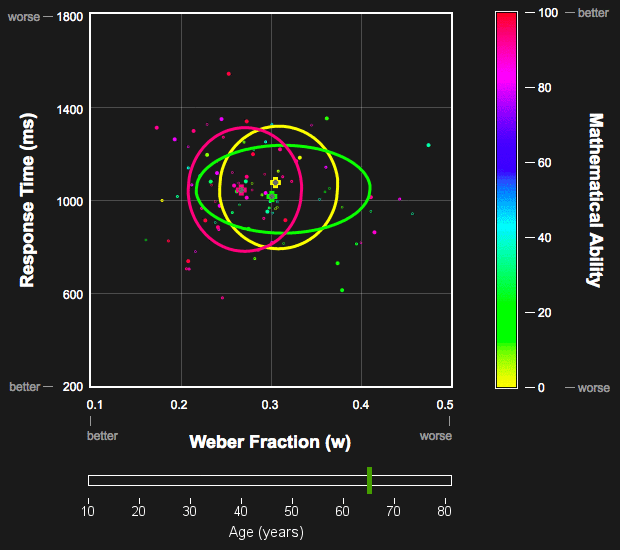 worse
1800
1400
1000
600
200
better
Response Time (ms)
0.1
0.2
0.3
0.4
0.5
better
worse
Weber Fraction (w)
100
80
60
40
20
0
better
worse
Mathematical Ability
10
20
30
40
50
60
70
80
Age (years)